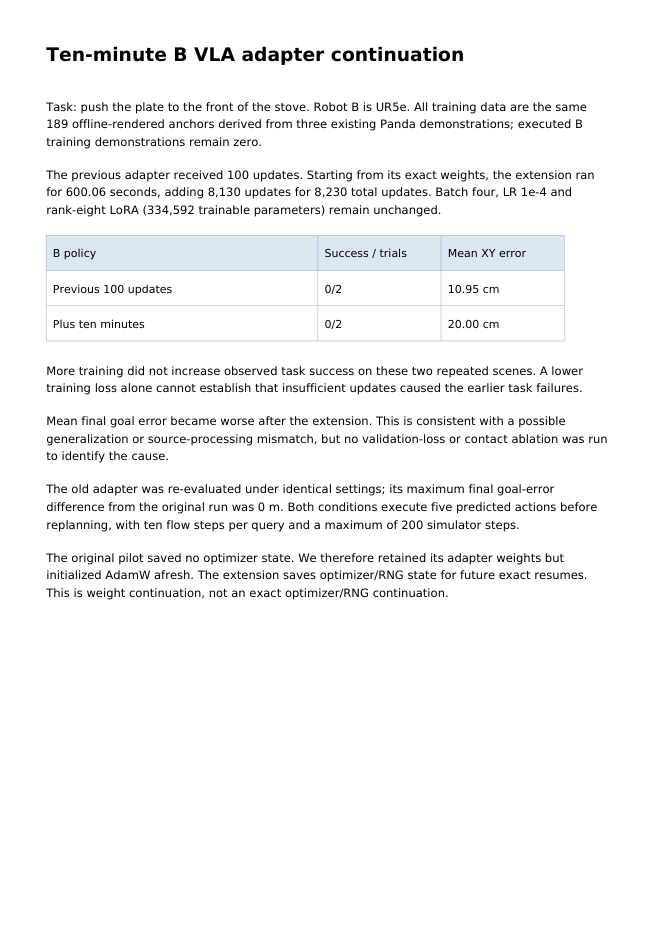 Ten-minute B VLA adapter continuation
Task: push the plate to the front of the stove. Robot B is UR5e. All training data are the same
189 offline-rendered anchors derived from three existing Panda demonstrations; executed B
training demonstrations remain zero.
The previous adapter received 100 updates. Starting from its exact weights, the extension ran
for 600.06 seconds, adding 8,130 updates for 8,230 total updates. Batch four, LR 1e-4 and
rank-eight LoRA (334,592 trainable parameters) remain unchanged.
B policy Success / trials Mean XY error
Previous 100 updates 0/2 10.95 cm
Plus ten minutes 0/2 20.00 cm
More training did not increase observed task success on these two repeated scenes. A lower
training loss alone cannot establish that insufficient updates caused the earlier task failures.
Mean final goal error became worse after the extension. This is consistent with a possible
generalization or source-processing mismatch, but no validation-loss or contact ablation was run
to identify the cause.
The old adapter was re-evaluated under identical settings; its maximum final goal-error
difference from the original run was 0 m. Both conditions execute five predicted actions before
replanning, with ten flow steps per query and a maximum of 200 simulator steps.
The original pilot saved no optimizer state. We therefore retained its adapter weights but
initialized AdamW afresh. The extension saves optimizer/RNG state for future exact resumes.
This is weight continuation, not an exact optimizer/RNG continuation.